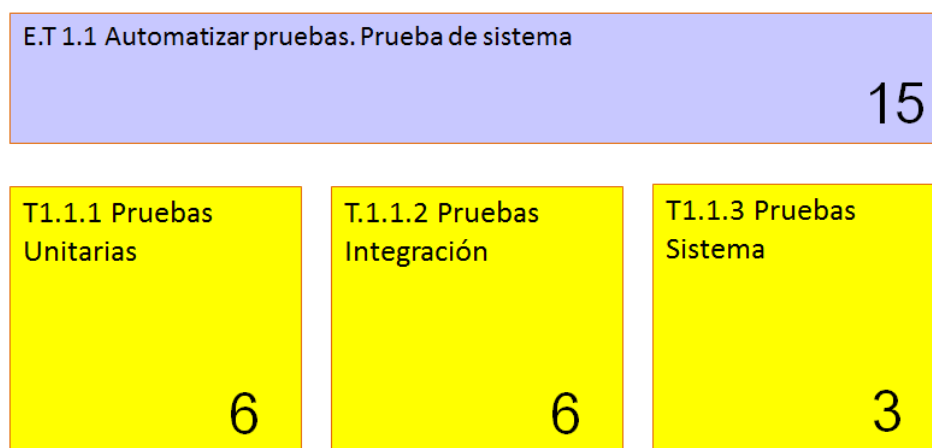 E.T 1.1 Automatizar pruebas. Prueba de sistema
15
T1.1.1 Pruebas
Unitarias
6
T.1.1.2 Pruebas
Integración
6
T1.1.3 Pruebas
Sistema
3